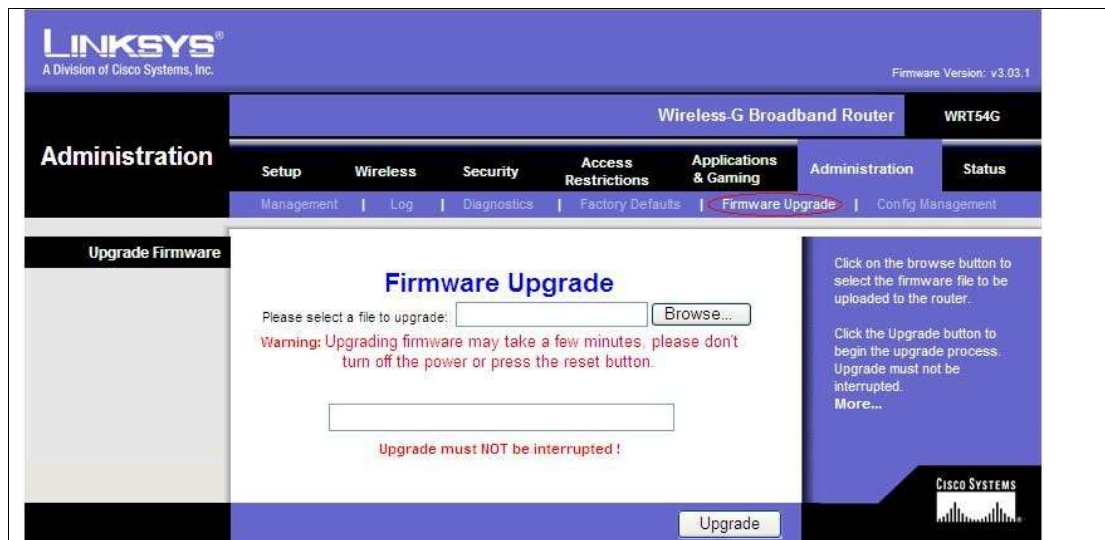 LINKSYS®
A Division of Cisco Systems, Inc.
Firmware Version: v3.03.1
Wireless-G Broadband Router
WRT54G
Administration
Setup
Wireless
Security
Access
Restrictions
Applications
& Gaming
Administration
Status
Management | Log | Diagnostics | Factory Defaults | Firmware Upgrade | Config Management
Upgrade Firmware
Firmware Upgrade
Please select a file to upgrade:
Browse...
Warning: Upgrading firmware may take a few minutes, please don't
turn off the power or press the reset button.
Upgrade must NOT be interrupted !
Upgrade
Click on the browse button to
select the firmware file to be
uploaded to the router.
Click the Upgrade button to
begin the upgrade process.
Upgrade must not be
interrupted.
More...
CISCO SYSTEMS